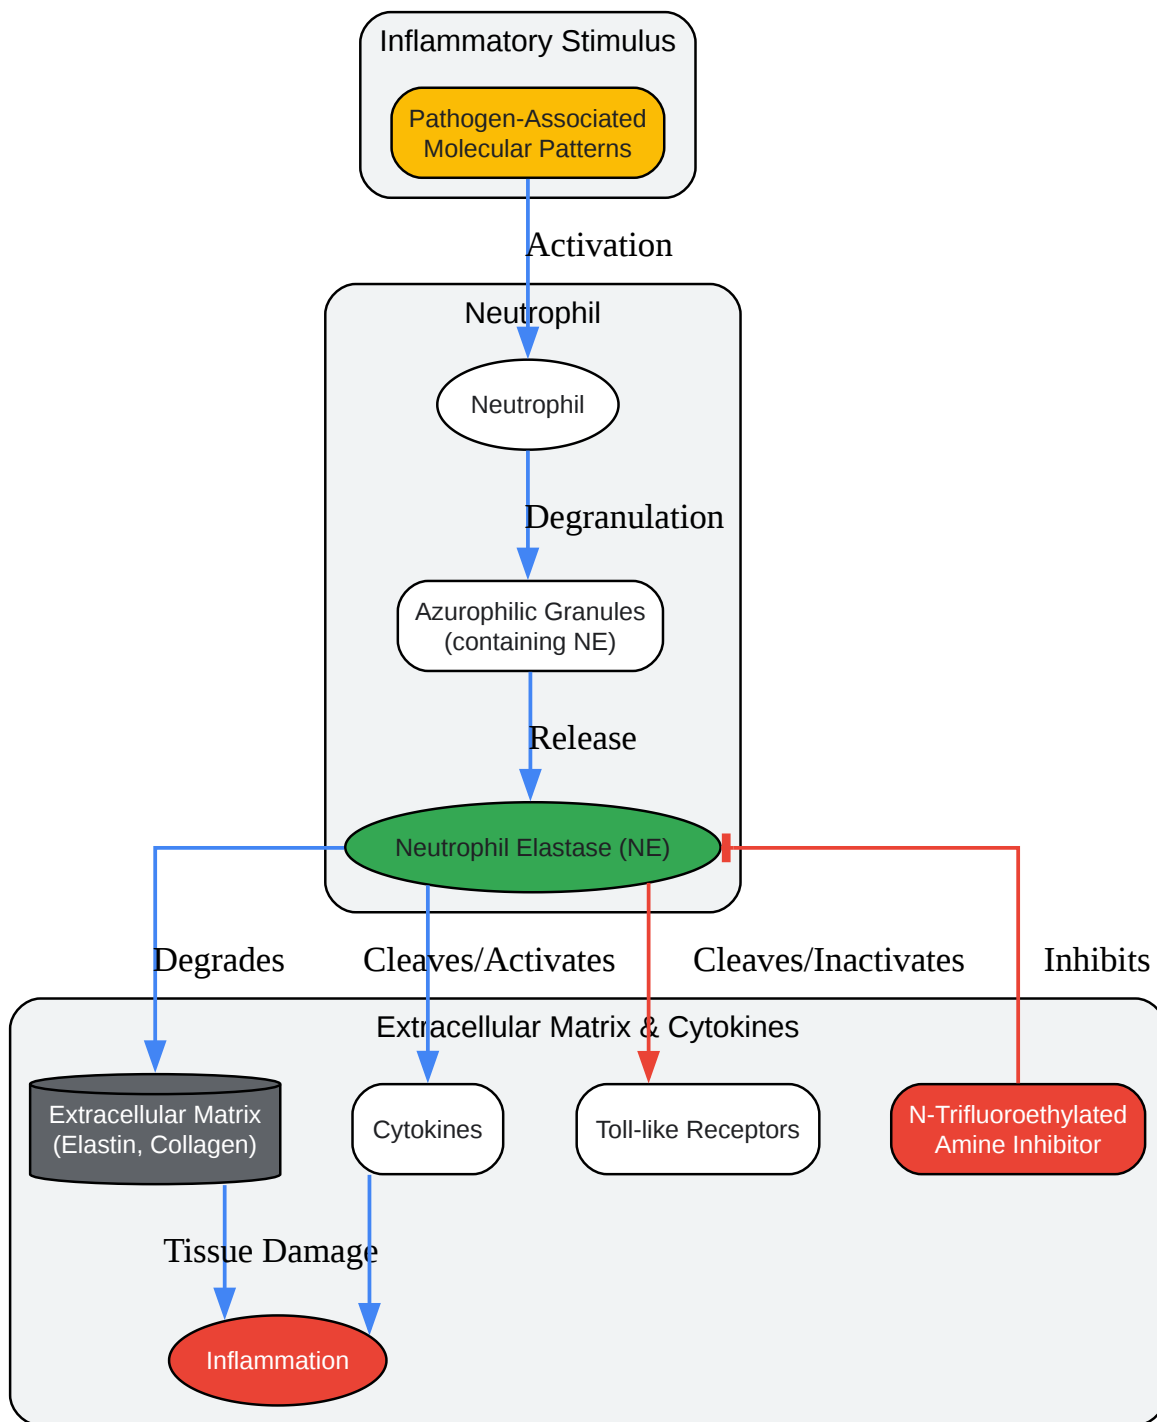 Inflammatory Stimulus
Pathogen-Associated
Molecular Patterns
Activation
Neutrophil
Neutrophil
Degranulation
Azurophilic Granules
(containing NE)
Release
Neutrophil Elastase (NE)
Degrades
Cleaves/Activates
Cleaves/Inactivates
Inhibits
Extracellular Matrix & Cytokines
Extracellular Matrix
(Elastin, Collagen)
Cytokines
Toll-like Receptors
N-Trifluoroethylated
Amine Inhibitor
Tissue Damage
Inflammation